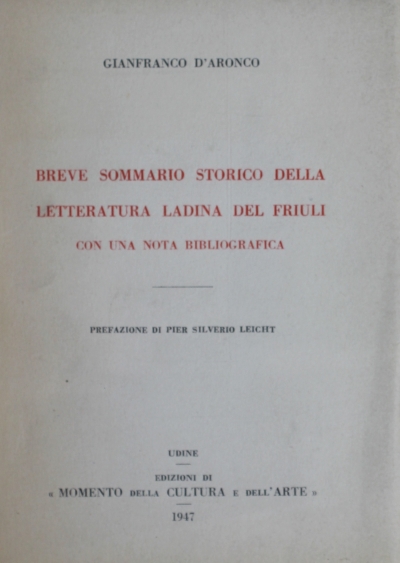 GIANFRANCO D'ARONCO
BREVE SOMMARIO STORICO DELLA
LETTERATURA LADINA DEL FRIULI
CON UNA NOTA BIBLIOGRAFICA
PREFAZIONE DI PIER SILVERIO LEICHT
UDINE
EDIZIONI DI
« MOMENTO DELLA CULTURA E DELL'ARTE »
1947